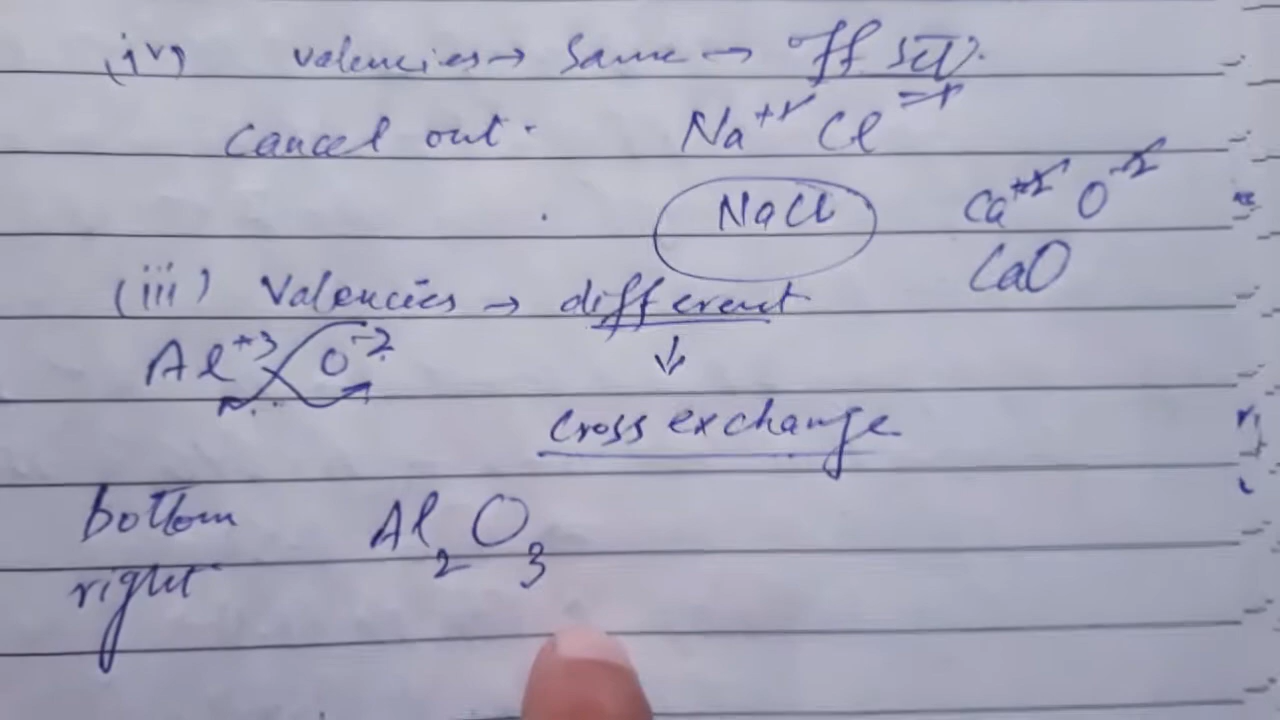 (iv) valencies → Same → Off set.
Cancel out. Na⁺¹ Cl⁻¹
NaCl Ca⁺² O⁻²
CaO
(iii) Valencies → different
↓
Al⁺³ O⁻²
Cross exchange
bottom Al₂O₃
right